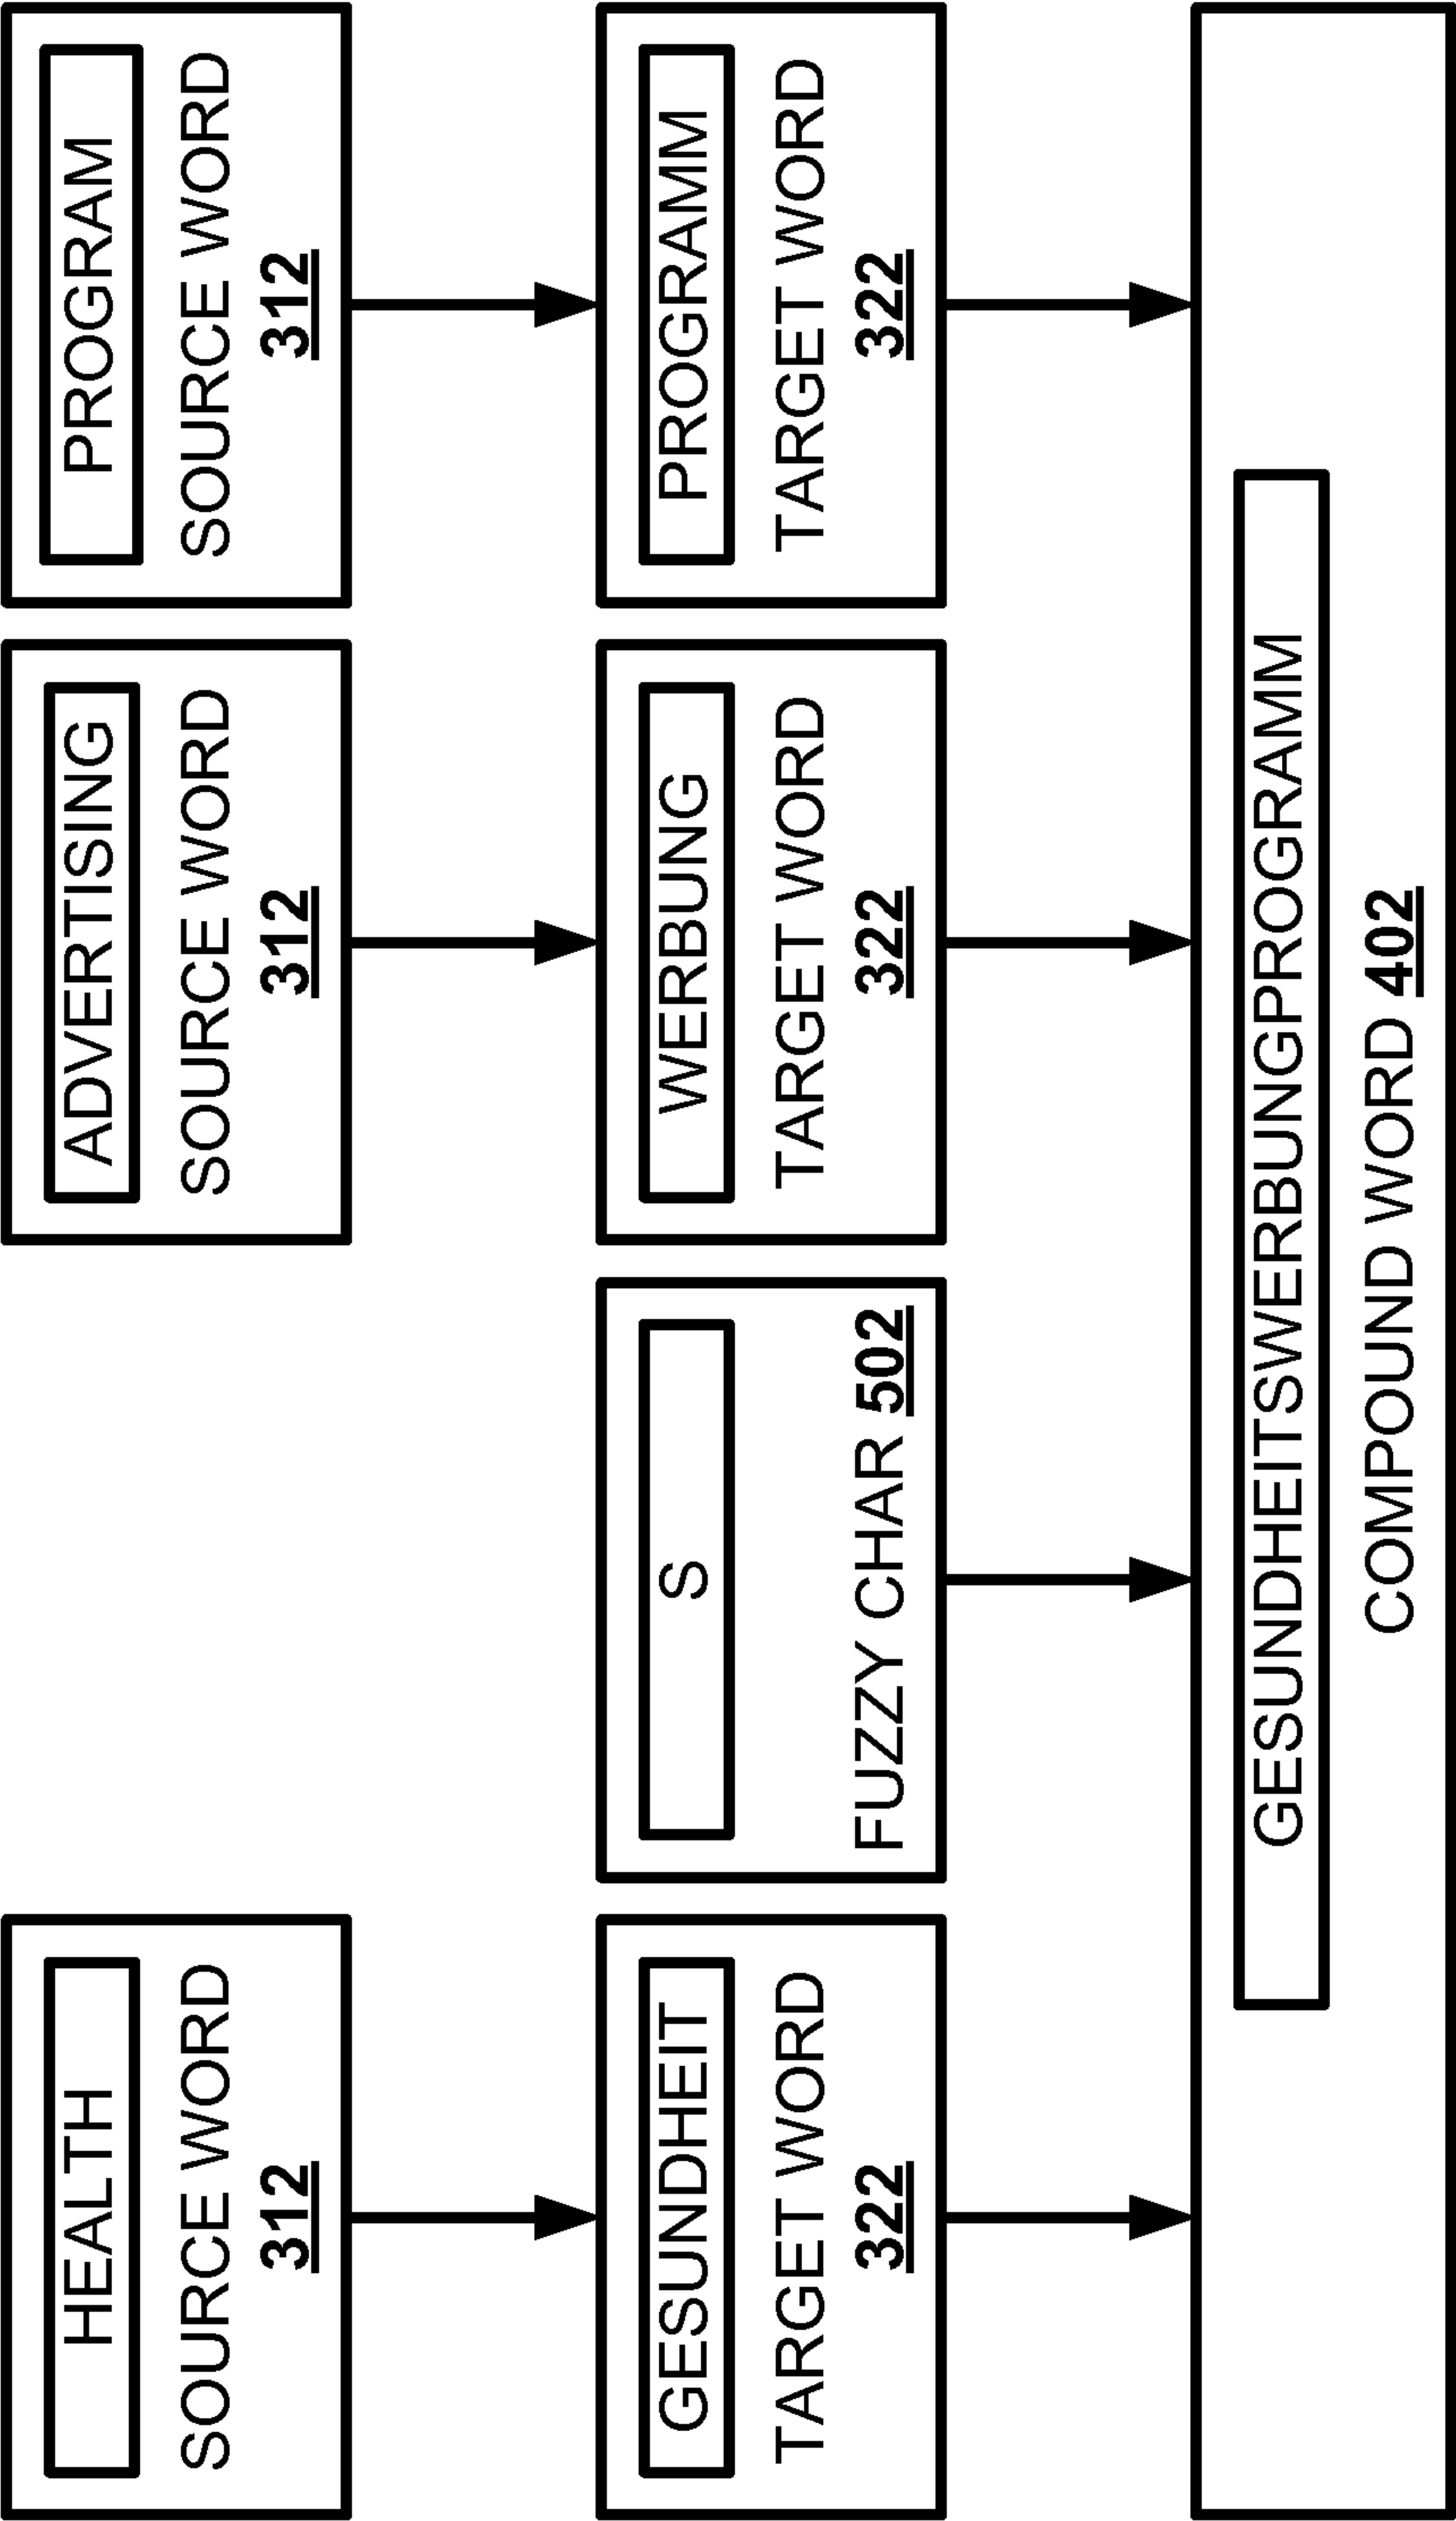 HEALTH
SOURCE WORD
312
ADVERTISING
SOURCE WORD
312
PROGRAM
SOURCE WORD
312
GESUNDHEIT
TARGET WORD
322
S
FUZZY CHAR 502
WERBUNG
TARGET WORD
322
PROGRAMM
TARGET WORD
322
GESUNDHEITSWERBUNGPROGRAMM
COMPOUND WORD 402